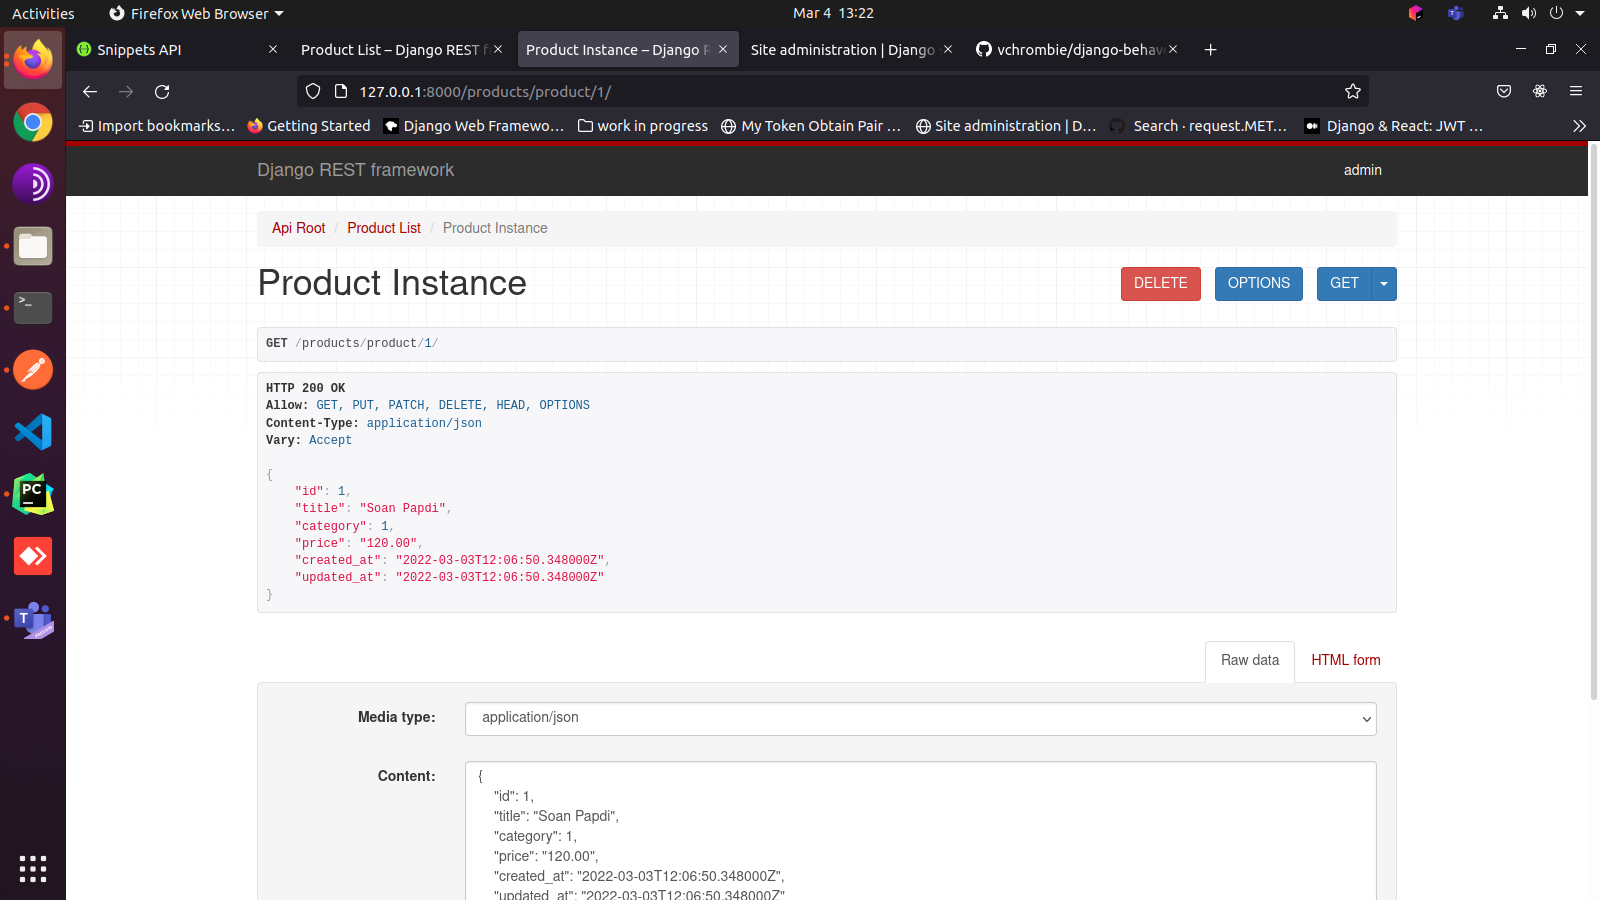 Activities
Firefox Web Browser
Mar 4 13:22
Snippets API
Product List – Django REST f
Product Instance – Django R
Site administration | Django
vchrombie/django-behav
127.0.0.1:8000/products/product/1/
Import bookmarks…
Getting Started
Django Web Framewo…
work in progress
My Token Obtain Pair …
Site administration | D…
Search · request.MET…
Django & React: JWT …
Django REST framework
admin
Api Root / Product List / Product Instance
Product Instance
DELETE
OPTIONS
GET
GET /products/product/1/
HTTP 200 OK
Allow: GET, PUT, PATCH, DELETE, HEAD, OPTIONS
Content-Type: application/json
Vary: Accept
{
"id": 1,
"title": "Soan Papdi",
"category": 1,
"price": "120.00",
"created_at": "2022-03-03T12:06:50.348000Z",
"updated_at": "2022-03-03T12:06:50.348000Z"
}
Raw data
HTML form
Media type:
application/json
Content:
{
"id": 1,
"title": "Soan Papdi",
"category": 1,
"price": "120.00",
"created_at": "2022-03-03T12:06:50.348000Z",
"updated_at": "2022-03-03T12:06:50.348000Z"
>_
PC
T